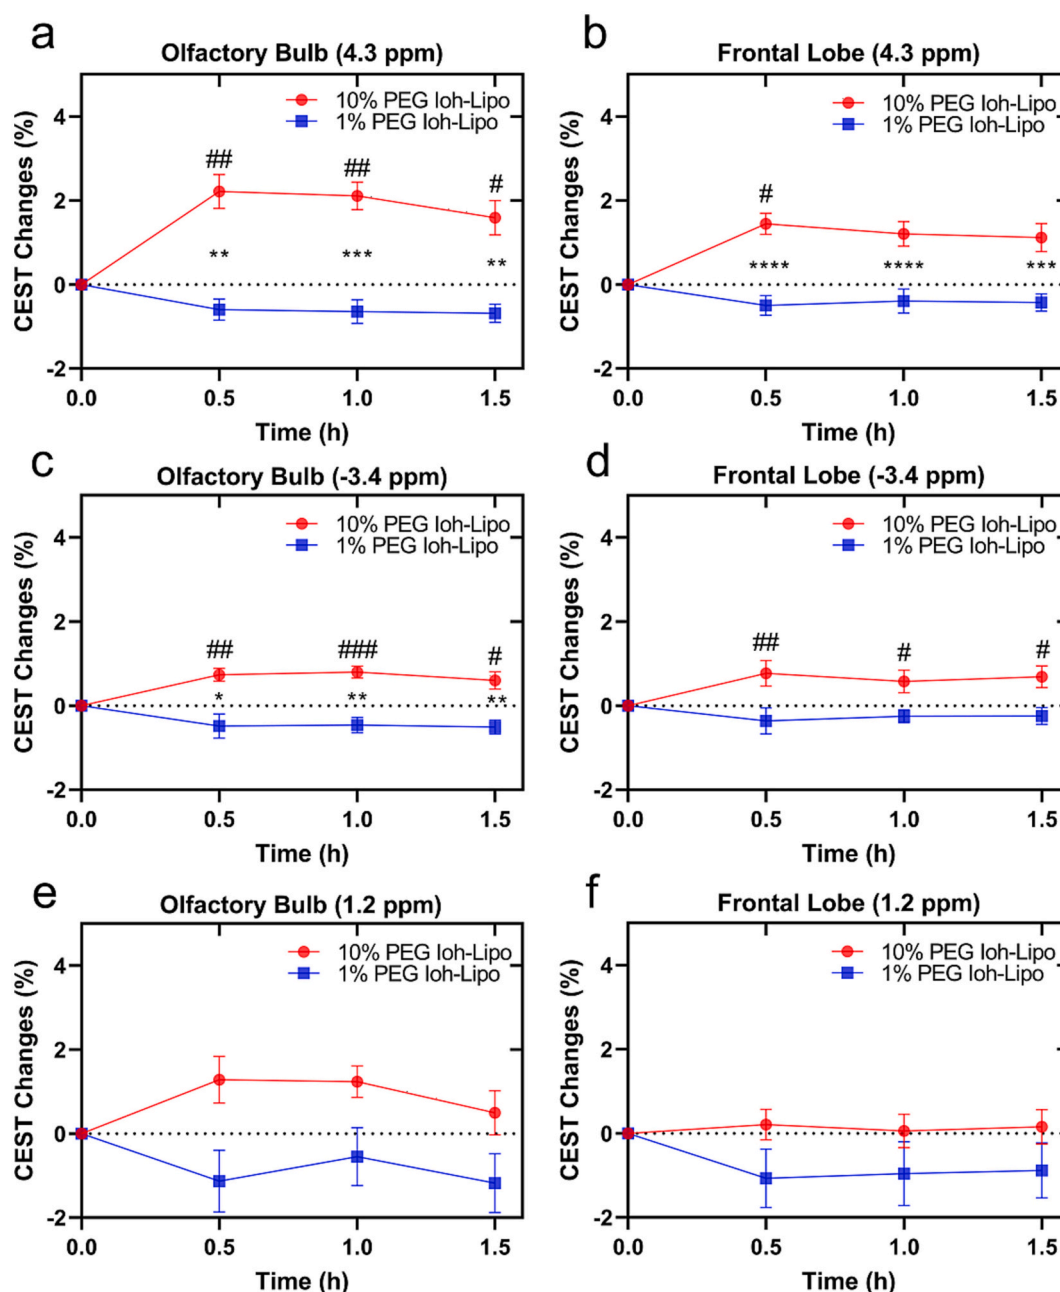 a
Olfactory Bulb (4.3 ppm)
10% PEG Ioh-Lipo
1% PEG Ioh-Lipo
CEST Changes (%)
4
2
0
-2
##
##
#
**
***
**
0.0 0.5 1.0 1.5
Time (h)
b
Frontal Lobe (4.3 ppm)
10% PEG Ioh-Lipo
1% PEG Ioh-Lipo
CEST Changes (%)
4
2
0
-2
#
****
****
***
0.0 0.5 1.0 1.5
Time (h)
c
Olfactory Bulb (-3.4 ppm)
10% PEG Ioh-Lipo
1% PEG Ioh-Lipo
CEST Changes (%)
4
2
0
-2
##
###
#
*
**
**
0.0 0.5 1.0 1.5
Time (h)
d
Frontal Lobe (-3.4 ppm)
10% PEG Ioh-Lipo
1% PEG Ioh-Lipo
CEST Changes (%)
4
2
0
-2
##
#
#
0.0 0.5 1.0 1.5
Time (h)
e
Olfactory Bulb (1.2 ppm)
10% PEG Ioh-Lipo
1% PEG Ioh-Lipo
CEST Changes (%)
4
2
0
-2
0.0 0.5 1.0 1.5
Time (h)
f
Frontal Lobe (1.2 ppm)
10% PEG Ioh-Lipo
1% PEG Ioh-Lipo
CEST Changes (%)
4
2
0
-2
0.0 0.5 1.0 1.5
Time (h)